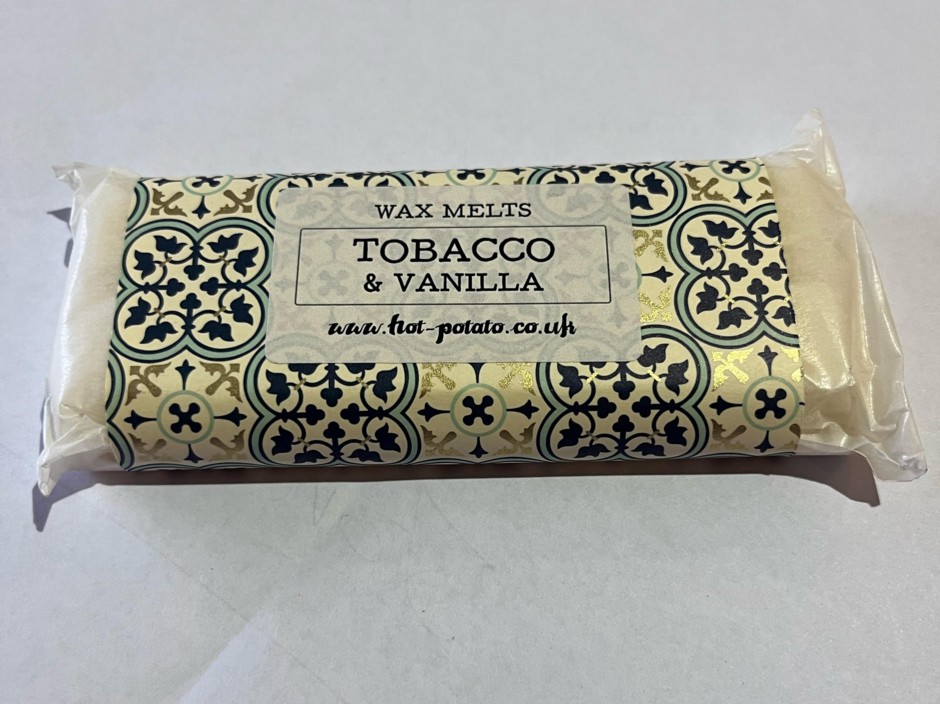 WAX MELTS
TOBACCO
& VANILLA
www.hot-potato.co.uk